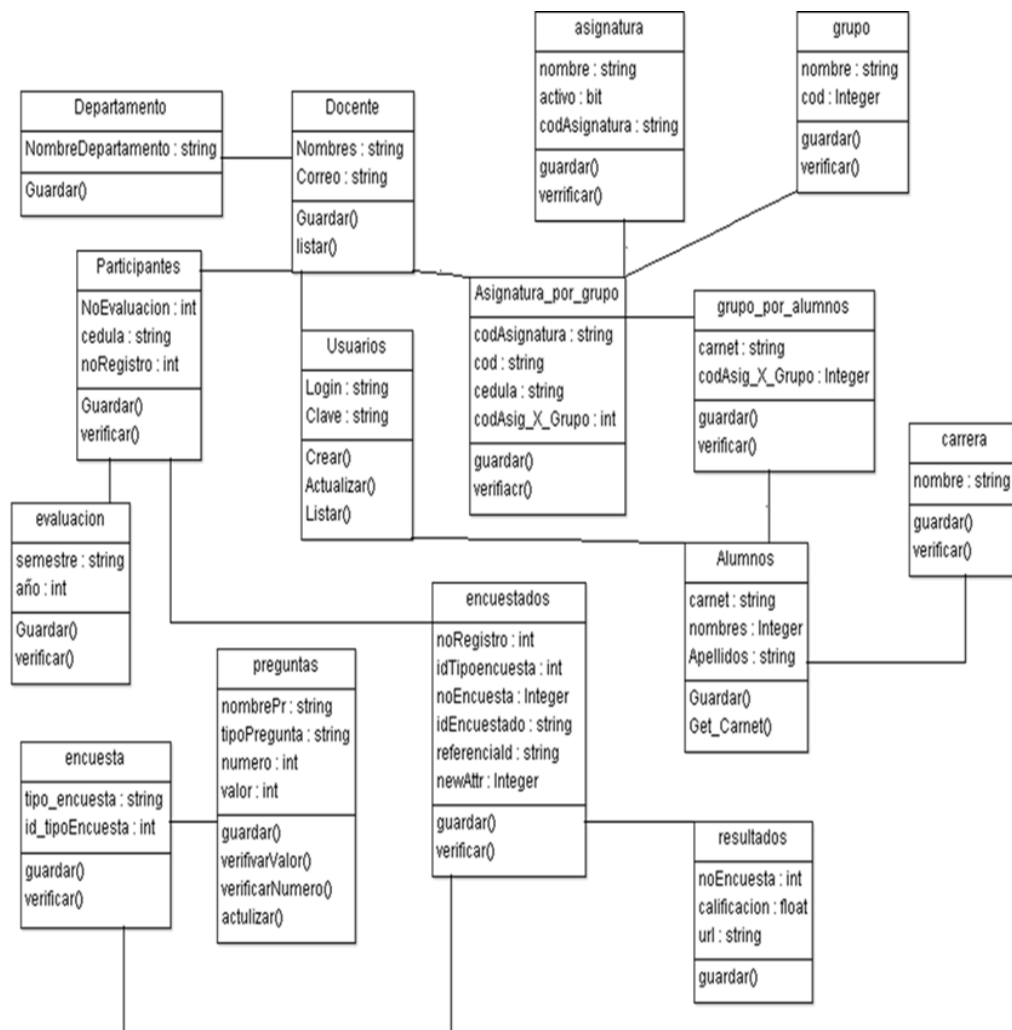 asignatura
nombre : string
activo : bit
codAsignatura : string
guardar()
verrificar()
grupo
nombre : string
cod : Integer
guardar()
verificar()
Departamento
NombreDepartamento : string
Guardar()
Docente
Nombres : string
Correo : string
Guardar()
listar()
Participantes
NoEvaluacion : int
cedula : string
noRegistro : int
Guardar()
verificar()
Usuarios
Login : string
Clave : string
Crear()
Actualizar()
Listar()
Asignatura_por_grupo
codAsignatura : string
cod : string
cedula : string
codAsig_X_Grupo : int
guardar()
verifiacr()
grupo_por_alumnos
carnet : string
codAsig_X_Grupo : Integer
guardar()
verificar()
carrera
nombre : string
guardar()
verificar()
evaluacion
semestre : string
año : int
Guardar()
verificar()
Alumnos
carnet : string
nombres : Integer
Apellidos : string
Guardar()
Get_Carnet()
encuestados
noRegistro : int
idTipoencuesta : int
noEncuesta : Integer
idEncuestado : string
referenciaId : string
newAttr : Integer
guardar()
verificar()
preguntas
nombrePr : string
tipoPregunta : string
numero : int
valor : int
guardar()
verifivarValor()
verificarNumero()
actulizar()
encuesta
tipo_encuesta : string
id_tipoEncuesta : int
guardar()
verificar()
resultados
noEncuesta : int
calificacion : float
url : string
guardar()